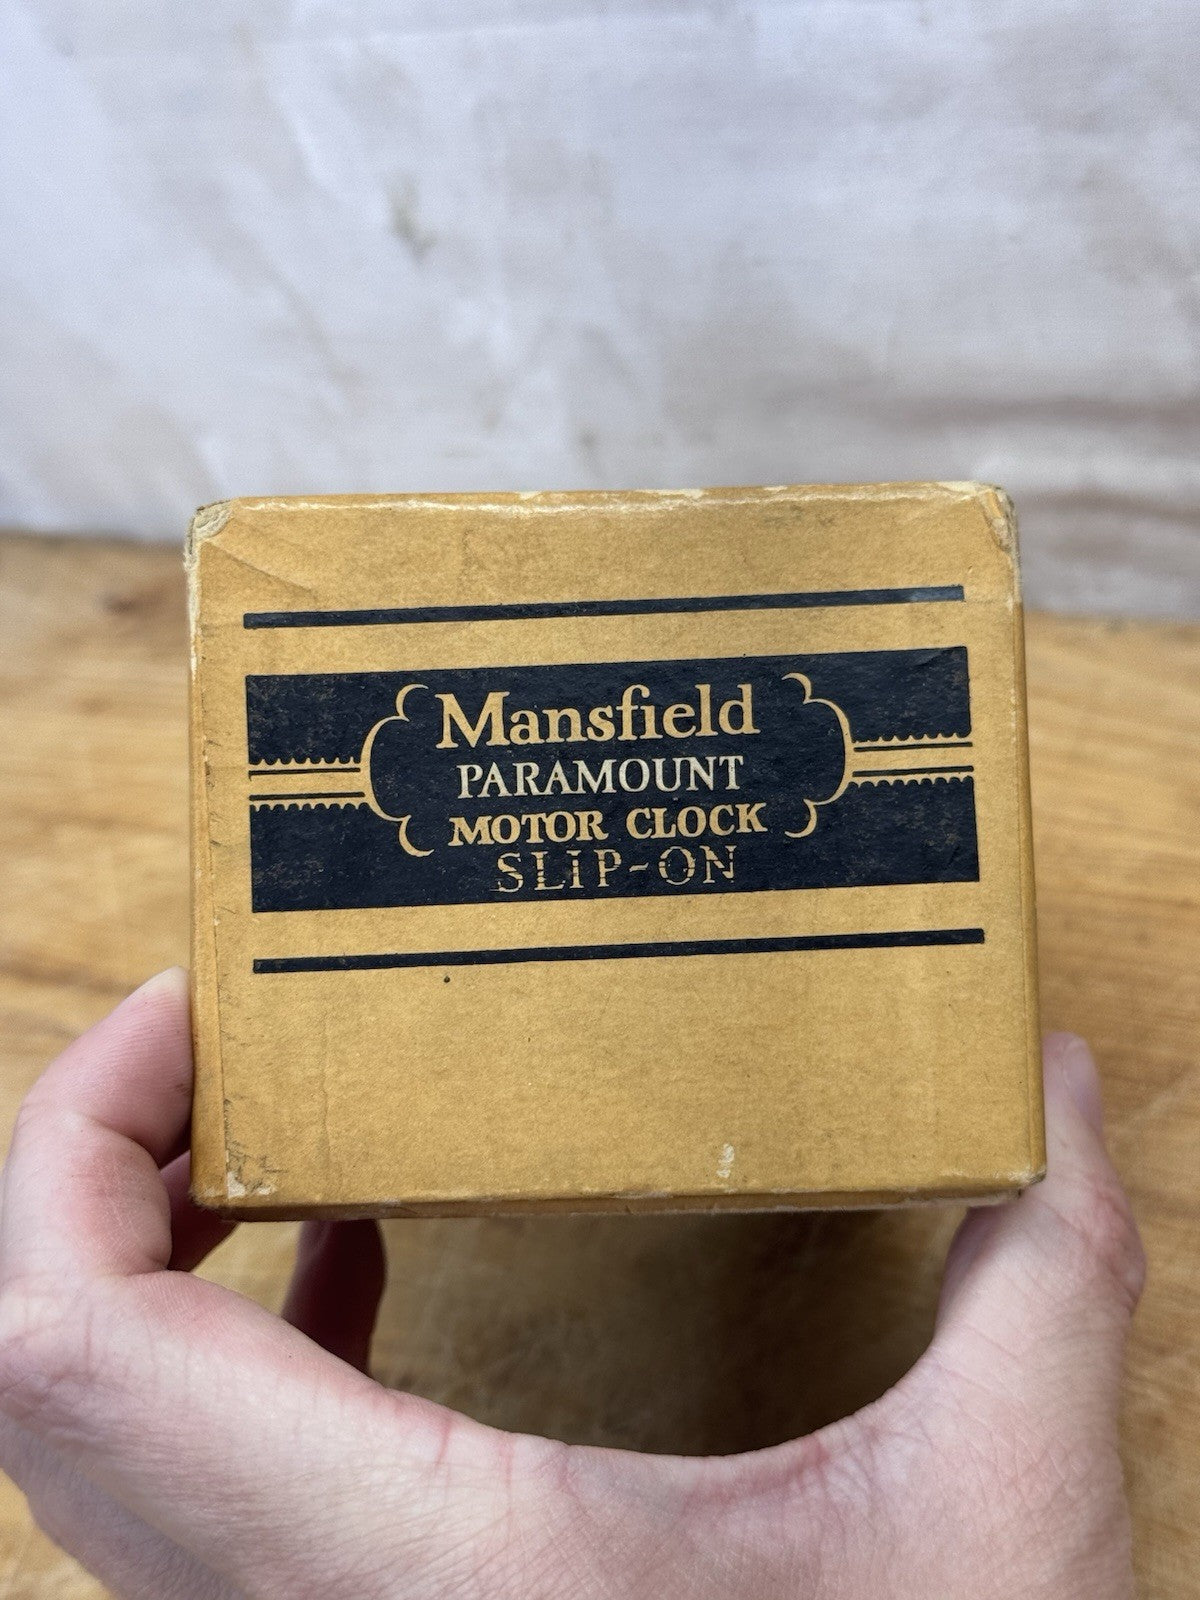 Mansfield
PARAMOUNT
MOTOR CLOCK
SLIP-ON